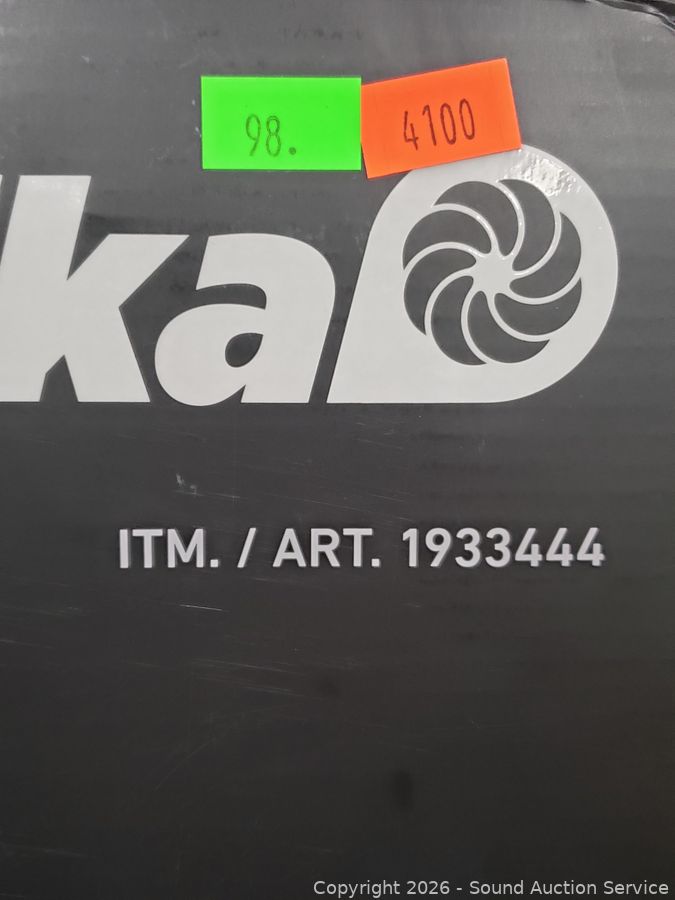 98.
4100
ka
ITM. / ART. 1933444
Copyright 2026 - Sound Auction Service